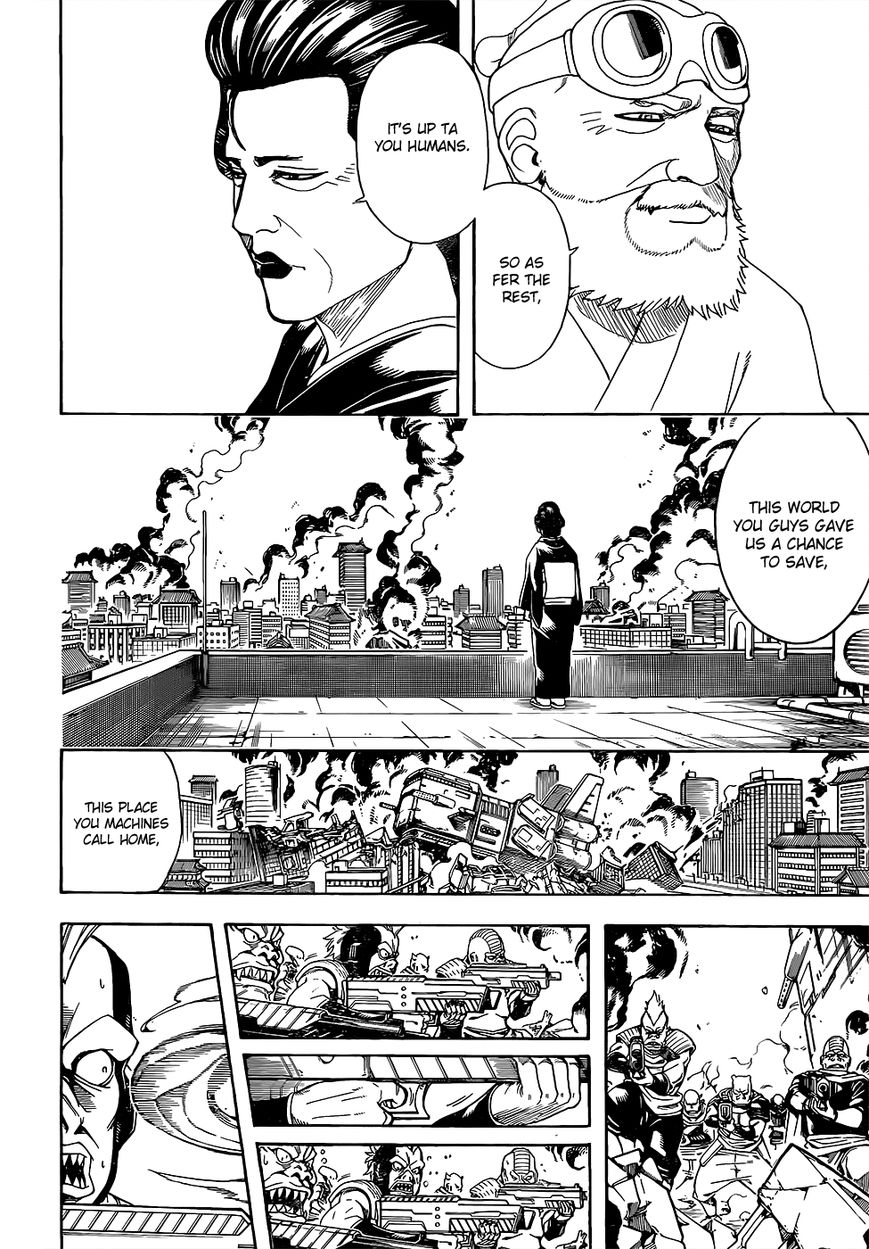 SO AS
FER THE
REST,
IT'S UP TA
YOU HUMANS.
THIS WORLD
YOU GUYS GAVE
US A CHANCE
TO SAVE,
THIS PLACE
YOU MACHINES
CALL HOME,